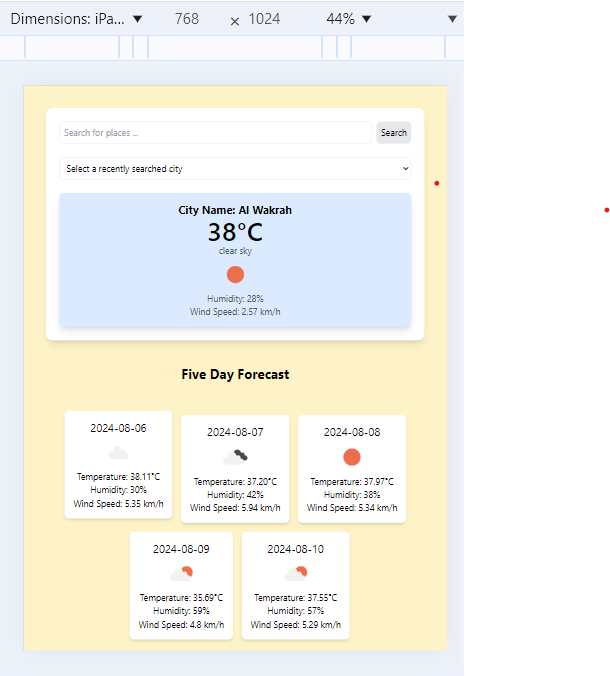 Dimensions: iPa... ▼ 768 × 1024 44% ▼ ▼
Search for places ... Search
Select a recently searched city
City Name: Al Wakrah
38°C
clear sky
Humidity: 28%
Wind Speed: 2.57 km/h
Five Day Forecast
2024-08-06
Temperature: 38.11°C
Humidity: 30%
Wind Speed: 5.35 km/h
2024-08-07
Temperature: 37.20°C
Humidity: 42%
Wind Speed: 5.94 km/h
2024-08-08
Temperature: 37.97°C
Humidity: 38%
Wind Speed: 5.34 km/h
2024-08-09
Temperature: 35.69°C
Humidity: 59%
Wind Speed: 4.8 km/h
2024-08-10
Temperature: 37.55°C
Humidity: 57%
Wind Speed: 5.29 km/h